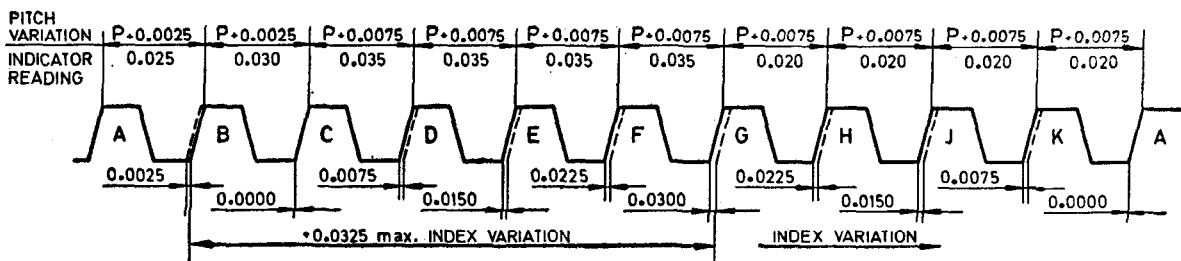 PITCH
VARIATION P+0.0025 P+0.0025 P+0.0075 P+0.0075 P+0.0075 P+0.0075 P+0.0075 P+0.0075 P+0.0075 P+0.0075
INDICATOR 0.025 0.030 0.035 0.035 0.035 0.035 0.020 0.020 0.020 0.020
READING
A B C D E F G H J K A
0.0025 0.0075 0.0225 0.0225 0.0075
0.0000 0.0150 0.0300 0.0150 0.0000
+0.0325 max. INDEX VARIATION INDEX VARIATION